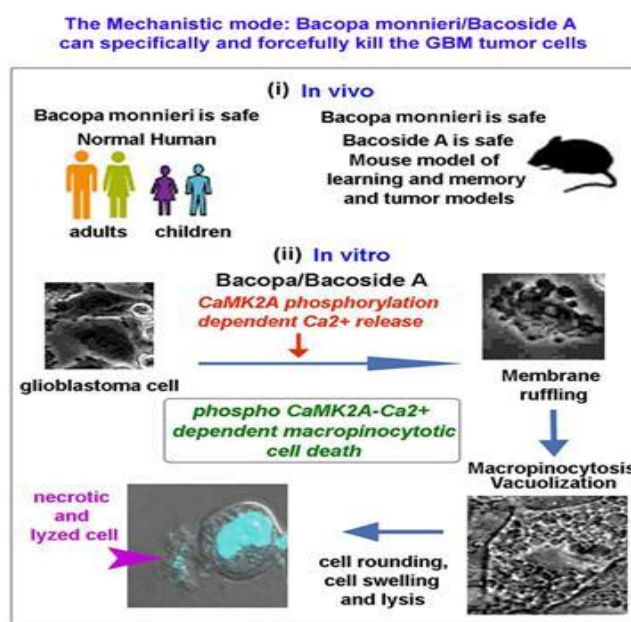 The Mechanistic mode: Bacopa monnieri/Bacoside A
can specifically and forcefully kill the GBM tumor cells
(i) In vivo
Bacopa monnieri is safe
Normal Human
adults
children
Bacopa monnieri is safe
Bacoside A is safe
Mouse model of
learning and memory
and tumor models
(ii) In vitro
Bacopa/Bacoside A
CaMK2A phosphorylation
dependent Ca2+ release
glioblastoma cell
Membrane
ruffling
phospho CaMK2A-Ca2+
dependent macropinocytotic
cell death
Macropinocytosis
Vacuolization
necrotic
and
lyzed cell
cell rounding,
cell swelling
and lysis